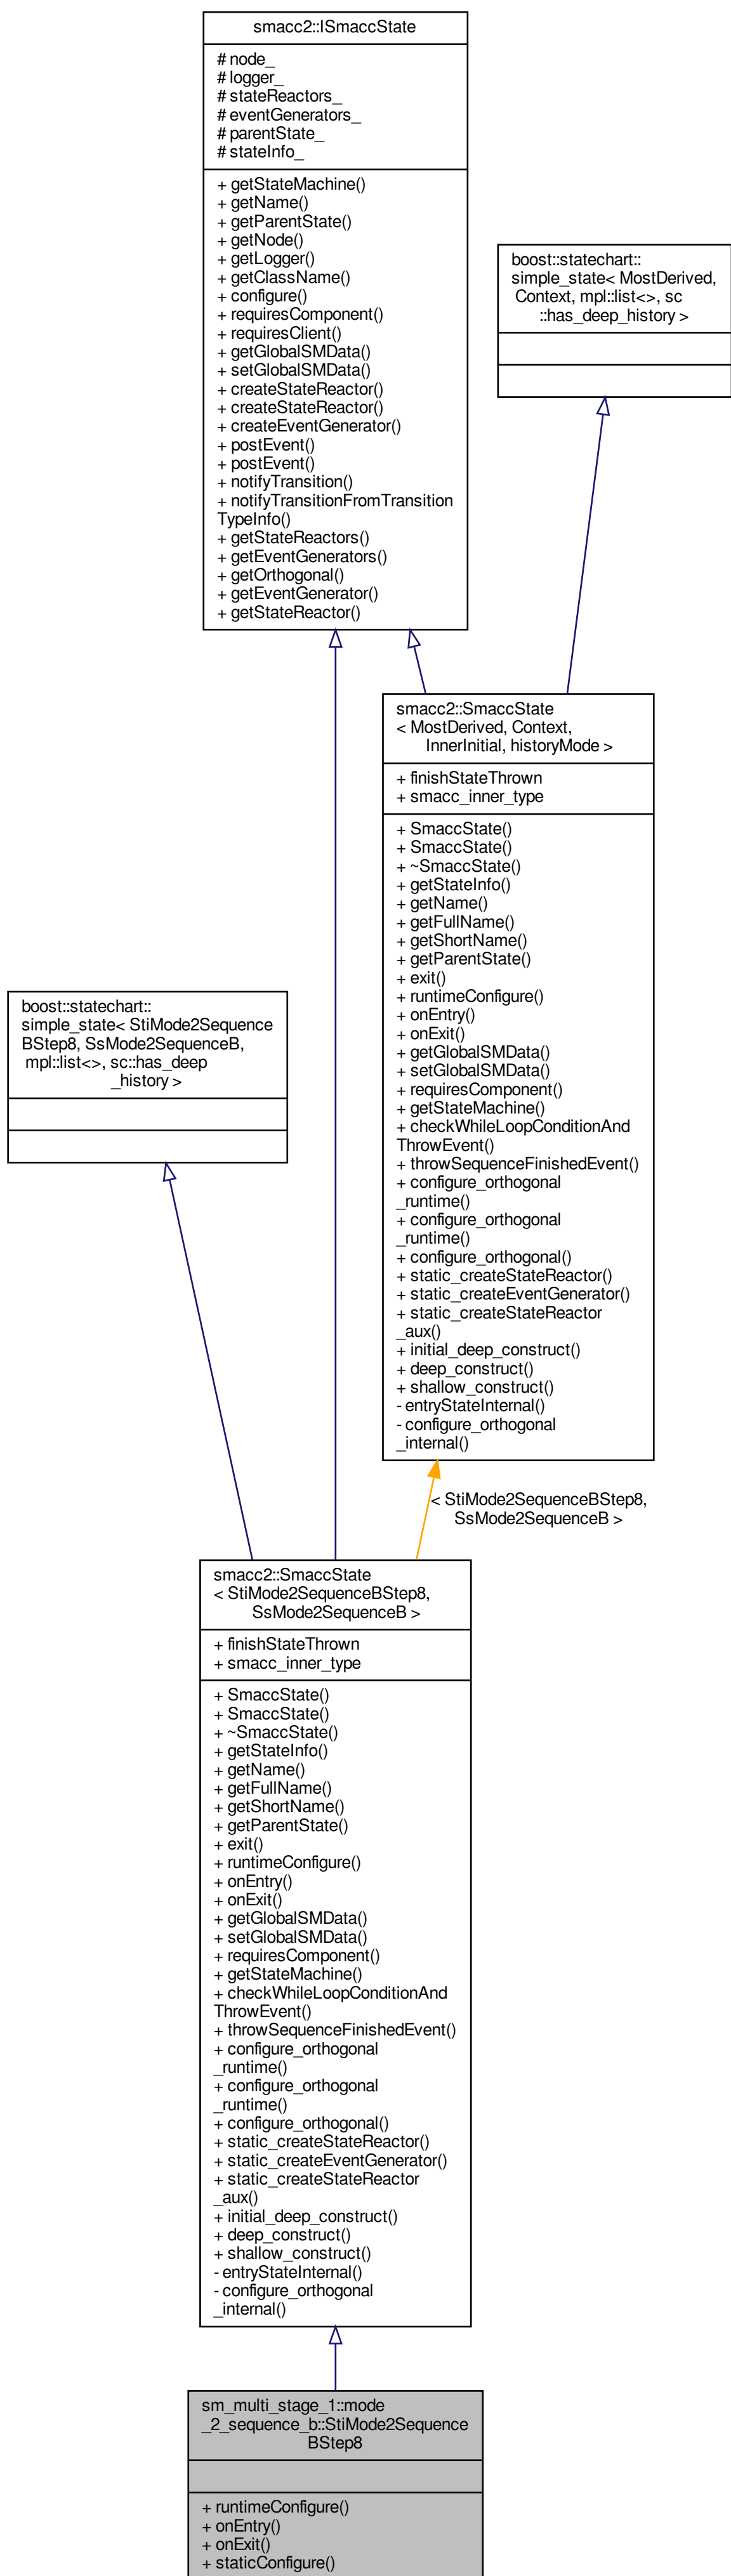 smacc2::ISmaccState
# node_
# logger_
# stateReactors_
# eventGenerators_
# parentState_
# stateInfo_
+ getStateMachine()
+ getName()
+ getParentState()
+ getNode()
+ getLogger()
+ getClassName()
+ configure()
+ requiresComponent()
+ requiresClient()
+ getGlobalSMData()
+ setGlobalSMData()
+ createStateReactor()
+ createStateReactor()
+ createEventGenerator()
+ postEvent()
+ postEvent()
+ notifyTransition()
+ notifyTransitionFromTransition
TypeInfo()
+ getStateReactors()
+ getEventGenerators()
+ getOrthogonal()
+ getEventGenerator()
+ getStateReactor()
boost::statechart::
simple_state< MostDerived,
Context, mpl::list<>, sc
::has_deep_history >
smacc2::SmaccState
< MostDerived, Context,
InnerInitial, historyMode >
+ finishStateThrown
+ smacc_inner_type
+ SmaccState()
+ SmaccState()
+ ~SmaccState()
+ getStateInfo()
+ getName()
+ getFullName()
+ getShortName()
+ getParentState()
+ exit()
+ runtimeConfigure()
+ onEntry()
+ onExit()
+ getGlobalSMData()
+ setGlobalSMData()
+ requiresComponent()
+ getStateMachine()
+ checkWhileLoopConditionAnd
ThrowEvent()
+ throwSequenceFinishedEvent()
+ configure_orthogonal
_runtime()
+ configure_orthogonal
_runtime()
+ configure_orthogonal()
+ static_createStateReactor()
+ static_createEventGenerator()
+ static_createStateReactor
_aux()
+ initial_deep_construct()
+ deep_construct()
+ shallow_construct()
- entryStateInternal()
- configure_orthogonal
_internal()
boost::statechart::
simple_state< StiMode2Sequence
BStep8, SsMode2SequenceB,
mpl::list<>, sc::has_deep
_history >
< StiMode2SequenceBStep8,
SsMode2SequenceB >
smacc2::SmaccState
< StiMode2SequenceBStep8,
SsMode2SequenceB >
+ finishStateThrown
+ smacc_inner_type
+ SmaccState()
+ SmaccState()
+ ~SmaccState()
+ getStateInfo()
+ getName()
+ getFullName()
+ getShortName()
+ getParentState()
+ exit()
+ runtimeConfigure()
+ onEntry()
+ onExit()
+ getGlobalSMData()
+ setGlobalSMData()
+ requiresComponent()
+ getStateMachine()
+ checkWhileLoopConditionAnd
ThrowEvent()
+ throwSequenceFinishedEvent()
+ configure_orthogonal
_runtime()
+ configure_orthogonal
_runtime()
+ configure_orthogonal()
+ static_createStateReactor()
+ static_createEventGenerator()
+ static_createStateReactor
_aux()
+ initial_deep_construct()
+ deep_construct()
+ shallow_construct()
- entryStateInternal()
- configure_orthogonal
_internal()
sm_multi_stage_1::mode
_2_sequence_b::StiMode2Sequence
BStep8
+ runtimeConfigure()
+ onEntry()
+ onExit()
+ staticConfigure()